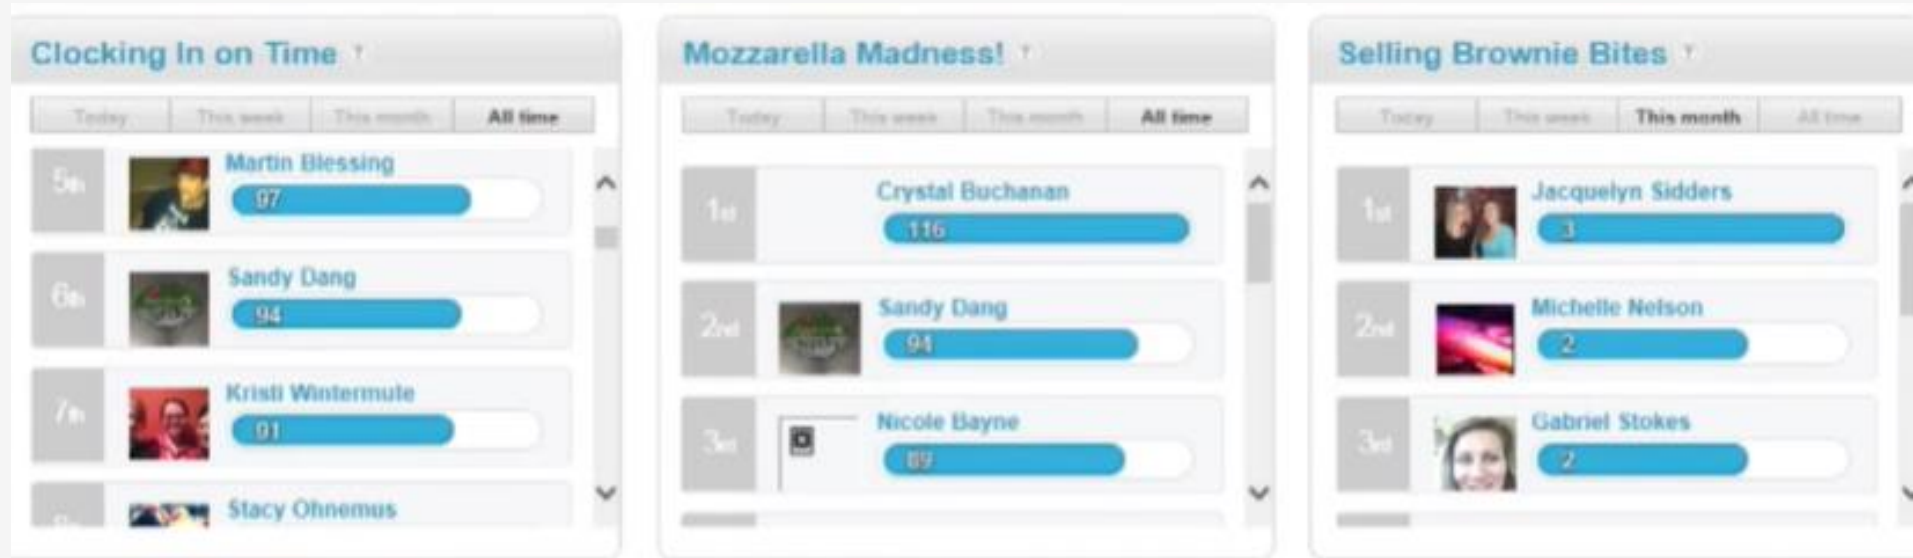 Clocking In on Time ?
Today This week This month All time
5th
Martin Blessing
97
6th
Sandy Dang
94
7th
Kristi Wintermute
91
Stacy Ohnemus
Mozzarella Madness! ?
Today This week This month All time
1st
Crystal Buchanan
116
2nd
Sandy Dang
94
Nicole Bayne
89
Selling Brownie Bites ?
Today This week This month All time
1st
Jacquelyn Sidders
3
2nd
Michelle Nelson
2
Gabriel Stokes
2